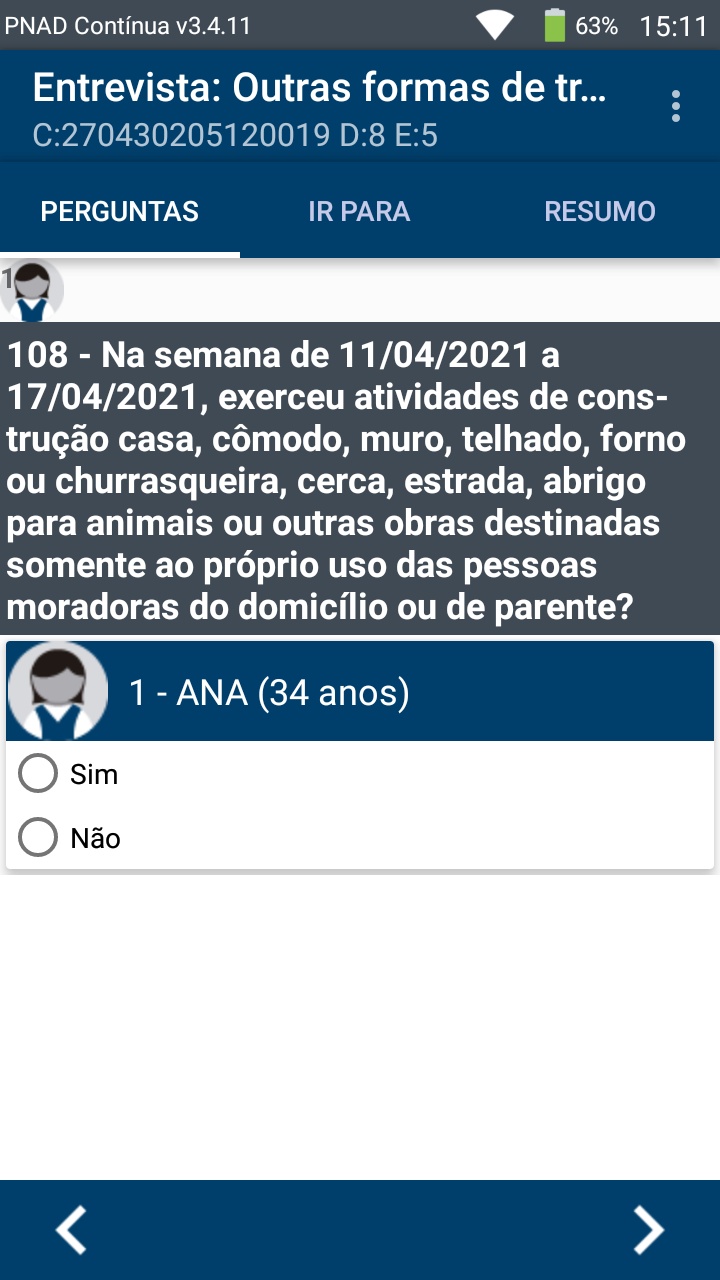 PNAD Contínua v3.4.11 63% 15:11
Entrevista: Outras formas de tr...
C:270430205120019 D:8 E:5
PERGUNTAS IR PARA RESUMO
1
108 - Na semana de 11/04/2021 a
17/04/2021, exerceu atividades de cons-
trução casa, cômodo, muro, telhado, forno
ou churrasqueira, cerca, estrada, abrigo
para animais ou outras obras destinadas
somente ao próprio uso das pessoas
moradoras do domicílio ou de parente?
1 - ANA (34 anos)
Sim
Não